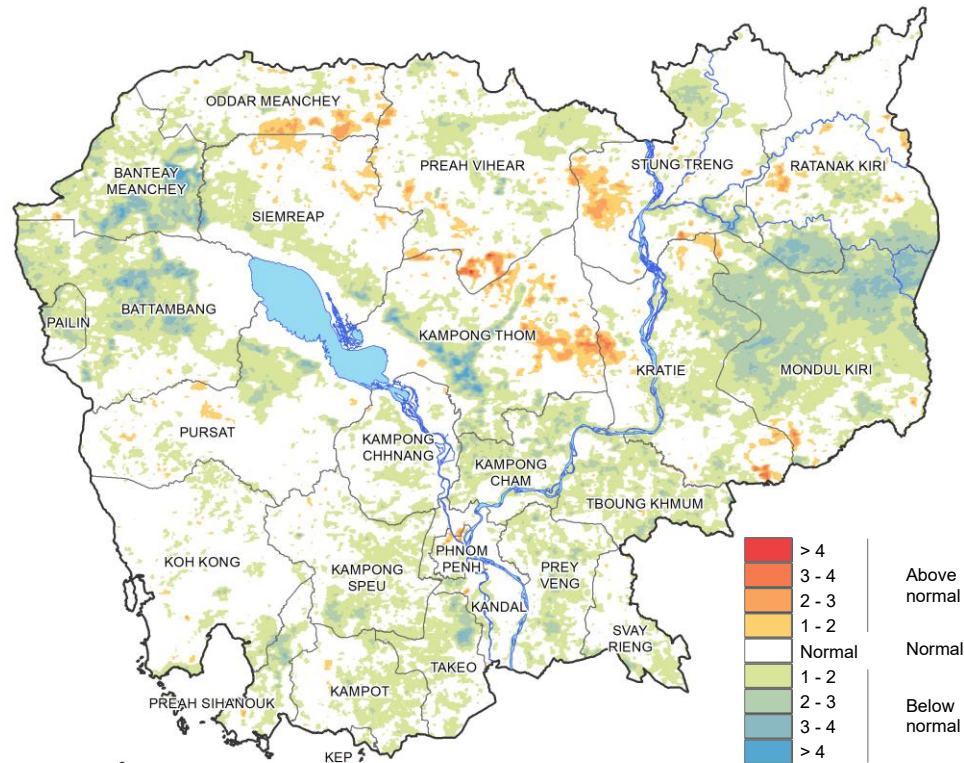 ODDAR MEANCHEY
PREAH VIHEAR
STUNG TRENG
RATANAK KIRI
BANTEAY
MEANCHEY
SIEMREAP
BATTAMBANG
PAILIN
KAMPONG THOM
KRATIE
MONDUL KIRI
PURSAT
KAMPONG
CHHNANG
KAMPONG
CHAM
TBOUNG KHMUM
KOH KONG
KAMPONG
SPEU
PHNOM
PENH
PREY
VENG
KANDAL
SVAY
RIENG
TAKEO
PREAH SIHANOUK
KAMPOT
KEP
> 4
3 - 4
2 - 3
1 - 2
Above
normal
Normal
Normal
1 - 2
2 - 3
3 - 4
> 4
Below
normal